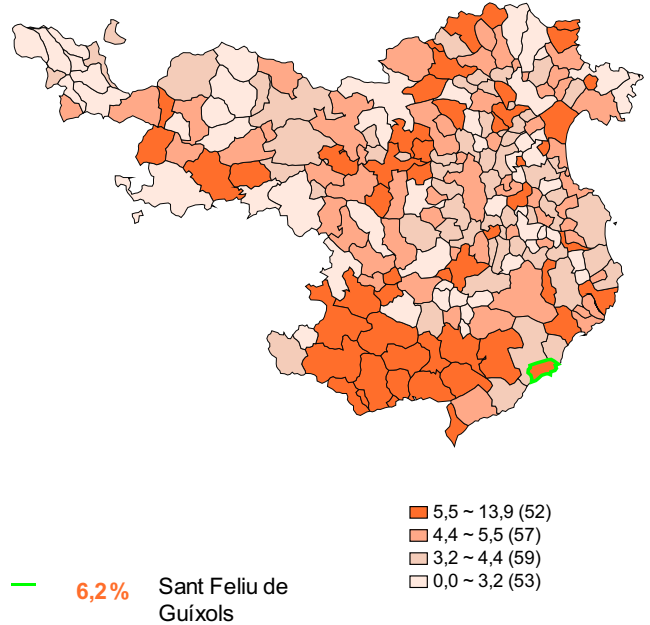 5,5 ~ 13,9 (52)
4,4 ~ 5,5 (57)
3,2 ~ 4,4 (59)
0,0 ~ 3,2 (53)
6,2% Sant Feliu de
Guíxols